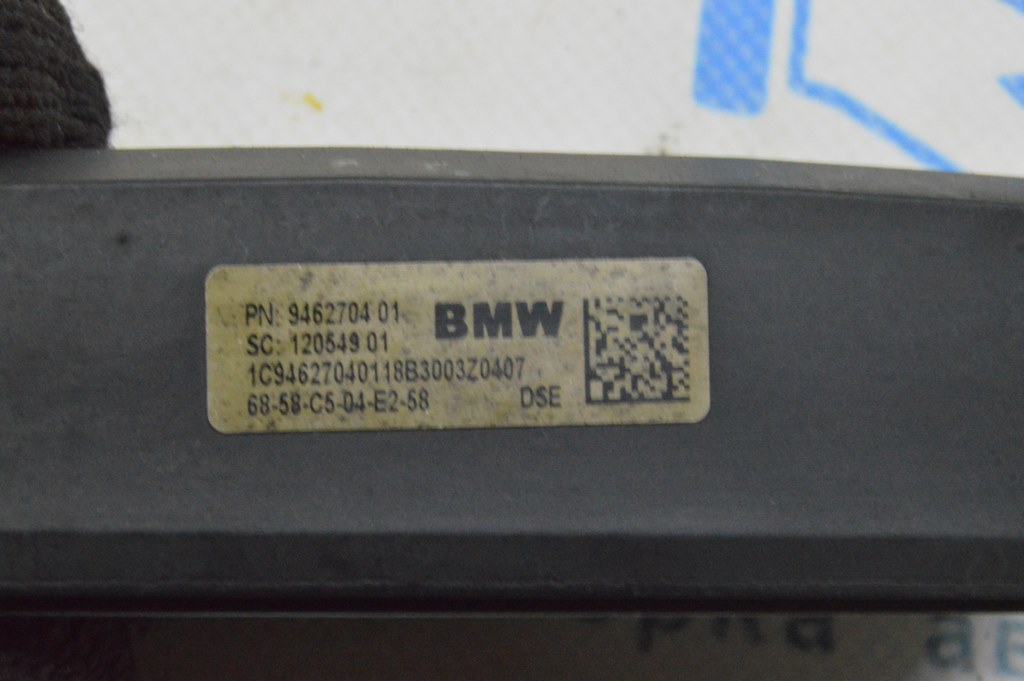 PN: 9462704 01
BMW
SC: 120549 01
1C94627040118B3003Z0407
68-58-C5-04-E2-58
DSE